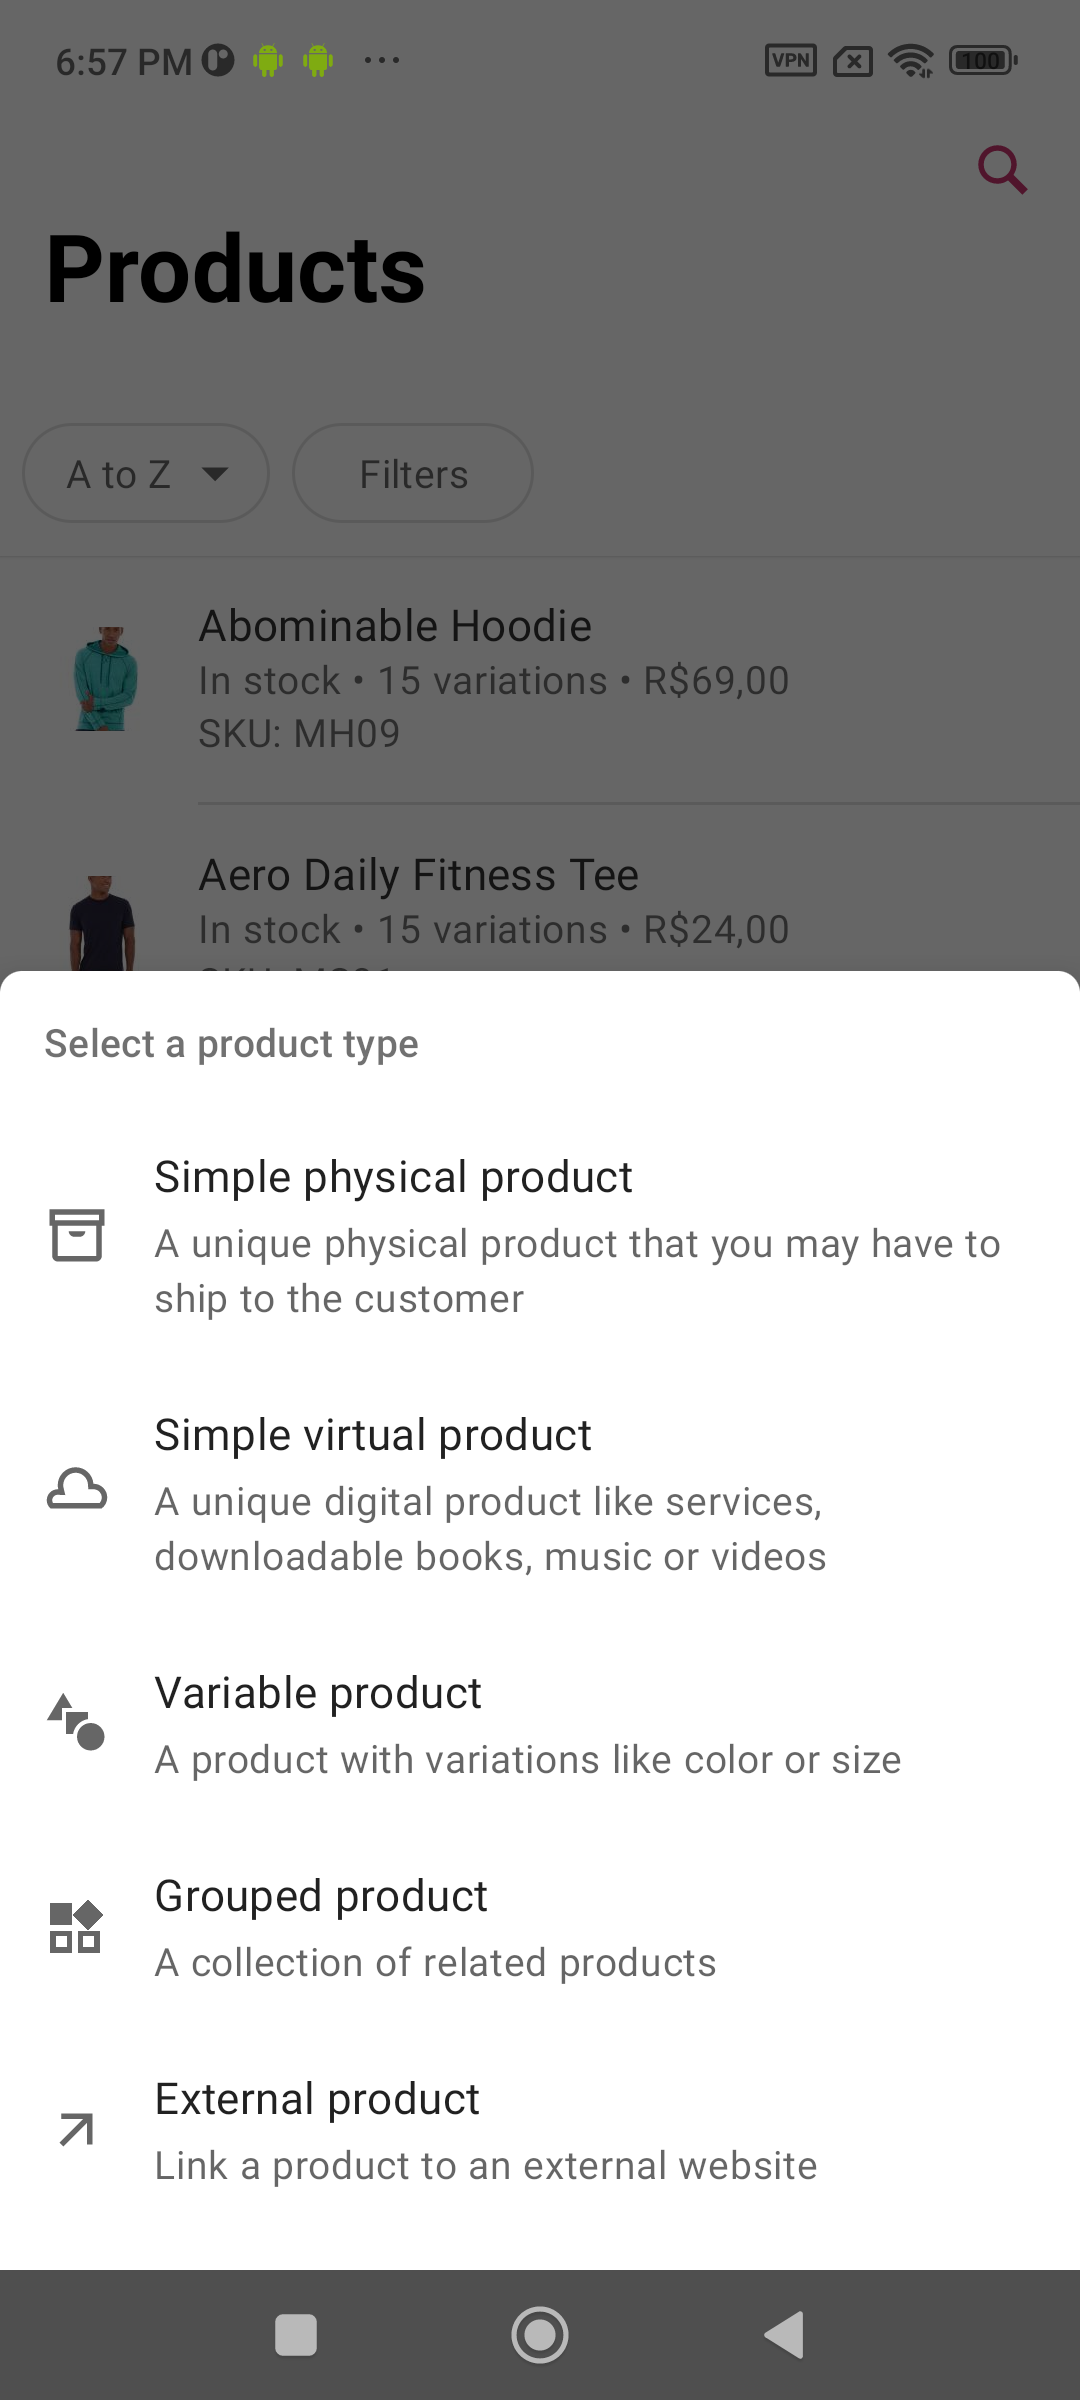 6:57 PM
VPN
100
Products
A to Z
Filters
Abominable Hoodie
In stock • 15 variations • R$69,00
SKU: MH09
Aero Daily Fitness Tee
In stock • 15 variations • R$24,00
Select a product type
Simple physical product
A unique physical product that you may have to
ship to the customer
Simple virtual product
A unique digital product like services,
downloadable books, music or videos
Variable product
A product with variations like color or size
Grouped product
A collection of related products
External product
Link a product to an external website